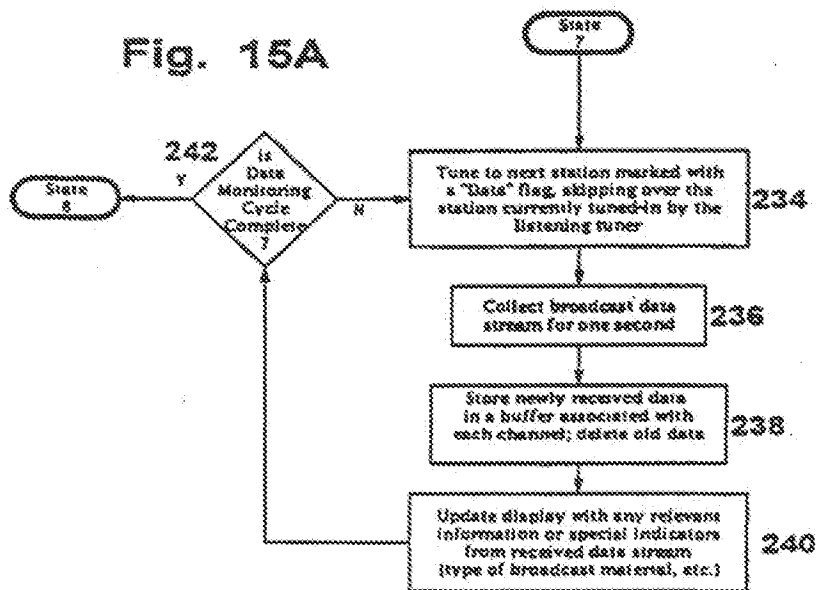 Fig. 15A
State
7
Tune to next station marked with
a "Data" flag, skipping over the
station currently tuned-in by the
listening tuner
234
242
Y
is
Data
Monitoring
Cycle
Complete
?
N
State
8
Collect broadcast data
stream for one second
236
Store newly received data
in a buffer associated with
each channel; delete old data
238
Update display with any relevant
information or special indicators
from received data stream
(type of broadcast material, etc.)
240